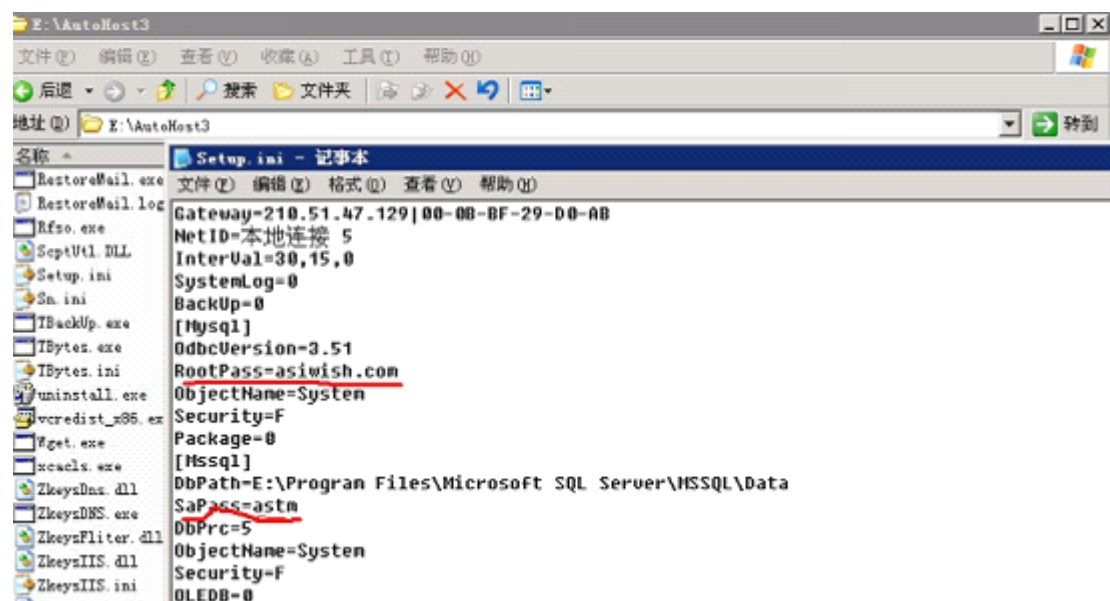 E:\AutoHost3
文件(F) 编辑(E) 查看(V) 收藏(A) 工具(T) 帮助(H)
后退 搜索 文件夹
地址(D) E:\AutoHost3 转到
名称
RestoreMail.exe
RestoreMail.log
Rfso.exe
ScptUtl.DLL
Setup.ini
Sn.ini
TBackUp.exe
TBytes.exe
TBytes.ini
uninstall.exe
vcredist_x86.ex
Wget.exe
xcacls.exe
ZkeysDns.dll
ZkeysDNS.exe
ZkeysFliter.dll
ZkeysIIS.dll
ZkeysIIS.ini
Setup.ini - 记事本
文件(F) 编辑(E) 格式(O) 查看(V) 帮助(H)
Gateway=210.51.47.129|00-0B-BF-29-D0-AB
NetID=本地连接 5
InterVal=30,15,0
SystemLog=0
BackUp=0
[Mysql]
OdbcVersion=3.51
RootPass=asiwish.com
ObjectName=System
Security=F
Package=0
[Mssql]
DbPath=E:\Program Files\Microsoft SQL Server\MSSQL\Data
SaPass=astm
DbPrc=5
ObjectName=System
Security=F
OLEDB=0